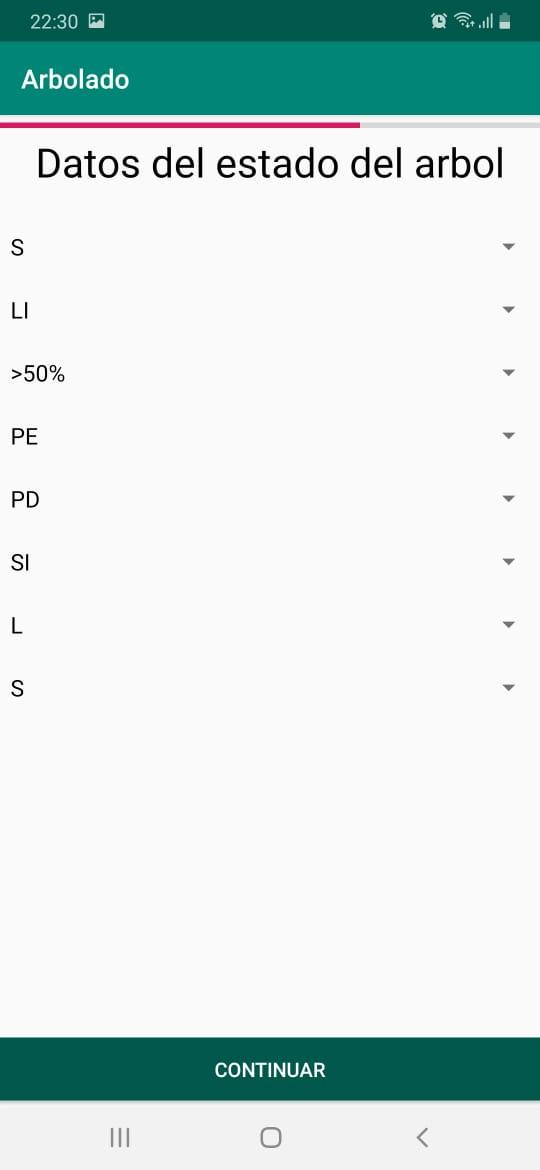 22:30
Arbolado
Datos del estado del arbol
S
LI
>50%
PE
PD
SI
L
S
CONTINUAR